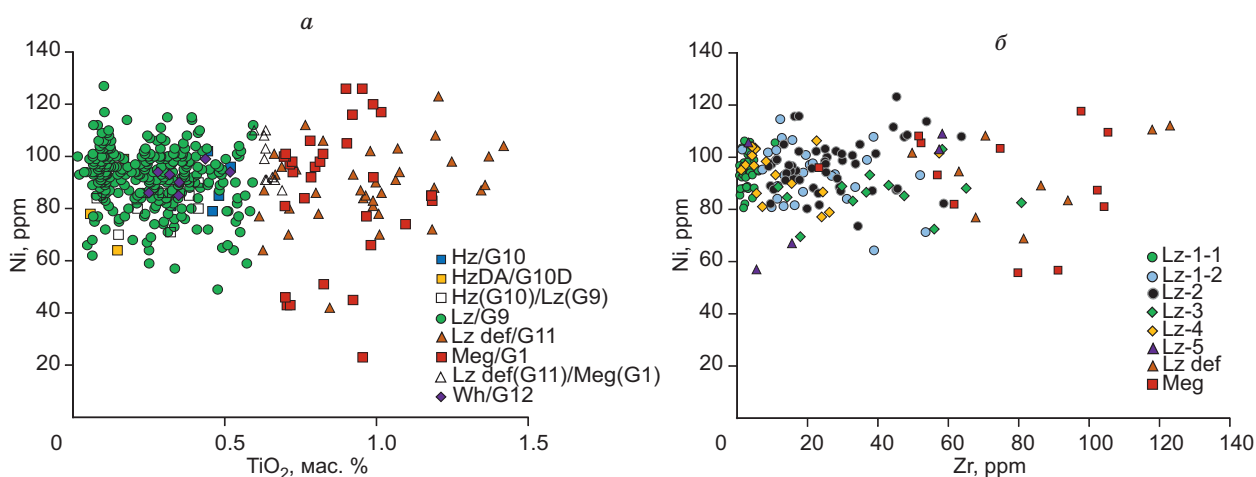 а
140
120
100
80
60
40
20
0
0.5
1.0
1.5
Ni, ppm
TiO₂, мас. %
Hz/G10
HzDA/G10D
Hz(G10)/Lz(G9)
Lz/G9
Lz def/G11
Meg/G1
Lz def(G11)/Meg(G1)
Wh/G12
б
140
120
100
80
60
40
20
0
20
40
60
80
100
120
140
Ni, ppm
Zr, ppm
Lz-1-1
Lz-1-2
Lz-2
Lz-3
Lz-4
Lz-5
Lz def
Meg